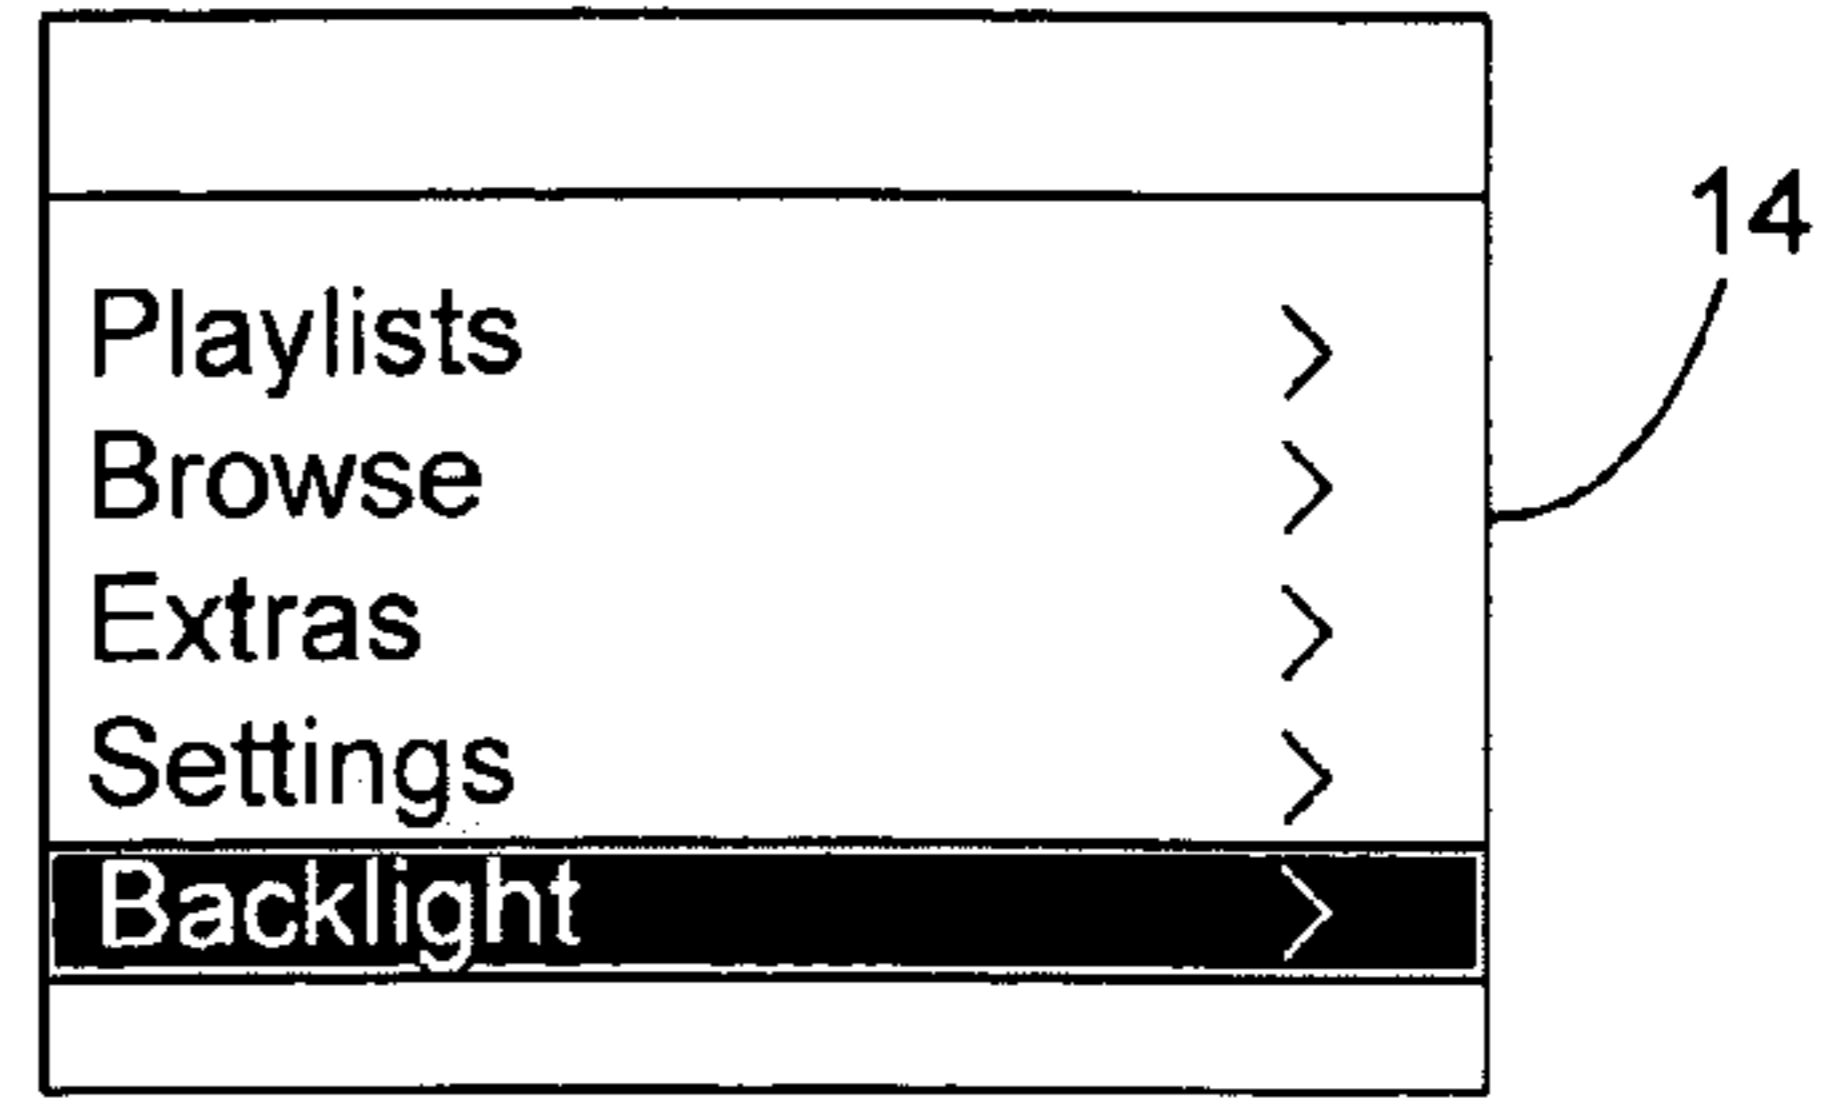 14
Playlists >
Browse >
Extras >
Settings >
Backlight >